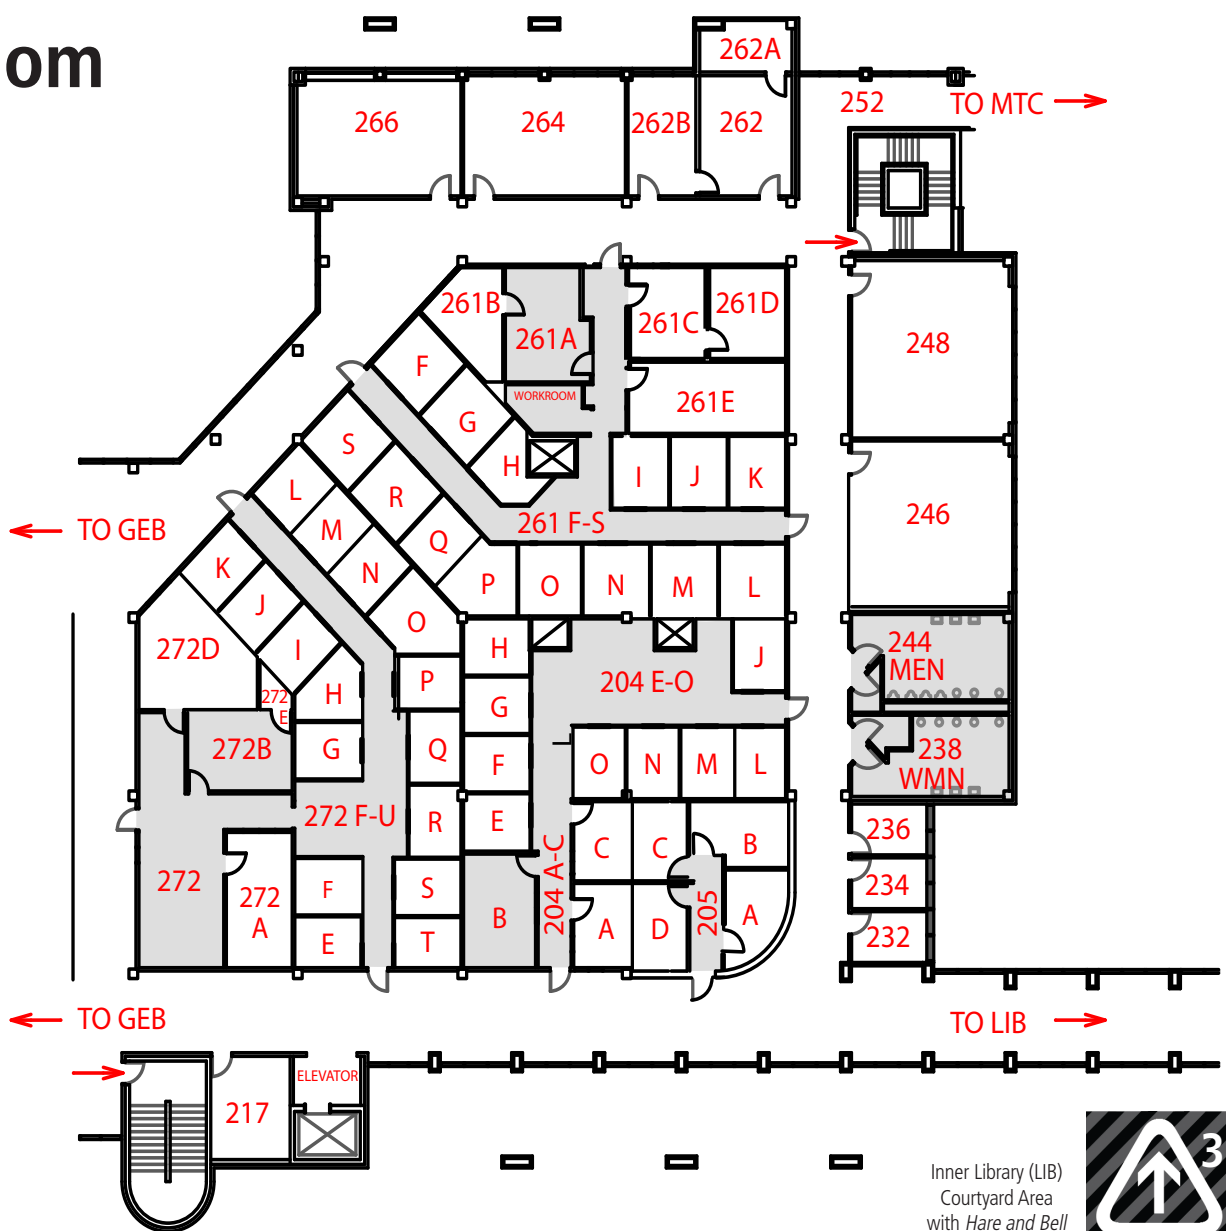 om
262A
252
TO MTC
266
264
262B
262
261B
261A
261C
261D
248
F
WORKROOM
261E
G
S
H
L
I
J
K
R
M
261 F-S
246
TO GEB
Q
K
N
P
O
N
M
L
J
O
272D
I
H
J
244
MEN
P
204 E-O
272
E
H
G
272B
G
Q
F
O
N
M
L
238
WMN
272 F-U
R
E
236
C
C
B
204 A-C
272
272
A
F
S
234
B
A
D
205
A
E
T
232
TO GEB
TO LIB
ELEVATOR
217
3
Inner Library (LIB)
Courtyard Area
with Hare and Bell